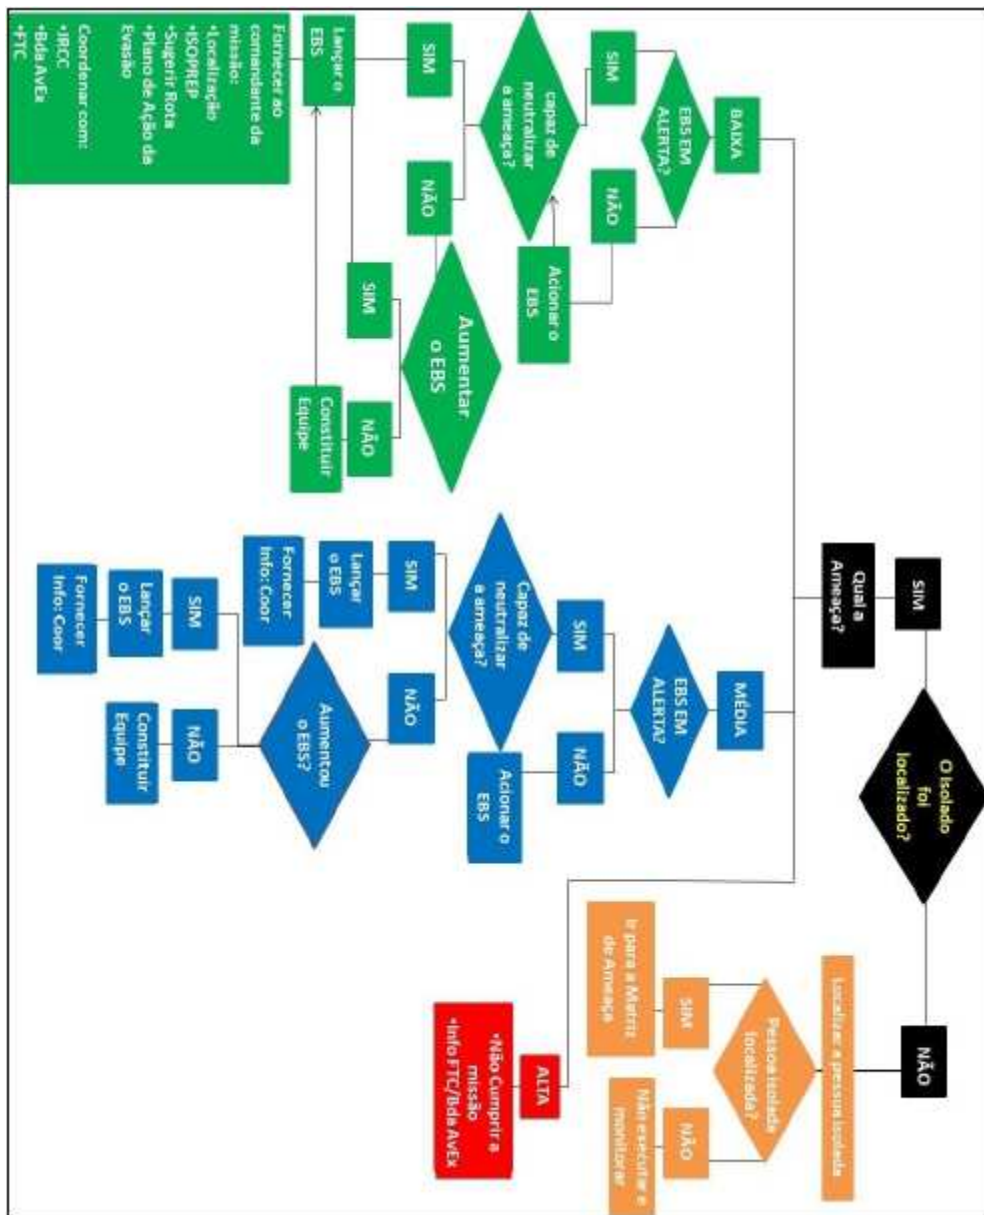 O Isolado
foi
localizado?
SIM
NÃO
Qual a
Ameaça?
Localizar a pessoa isolada
Pessoa isolada
localizada?
SIM
NÃO
Ir para a Matriz
de Ameaça
Não executar e
monitorar
BAIXA
EBS EM
ALERTA?
SIM
NÃO
Acionar o
EBS
capaz de
neutralizar
a ameaça?
SIM
NÃO
Aumentar
o EBS
SIM
NÃO
Constituir
Equipe
Lançar o
EBS
Fornecer ao
comandante da
missão:
•Localização
•ISOPREP
•Sugerir Rota
•Plano de Ação da
Evasão
Coordenar com:
•JRCC
•Bda AvEx
•FTC
MÉDIA
EBS EM
ALERTA?
SIM
NÃO
Acionar o
EBS
Capaz de
neutralizar
a ameaça?
SIM
NÃO
Lançar
o EBS
Fornecer
Info: Coor
Aumentou
o EBS?
SIM
NÃO
Lançar
o EBS
Constituir
Equipe
Fornecer
Info: Coor
ALTA
•Não Cumprir a
missão
•Info FTC/Bda AvEx